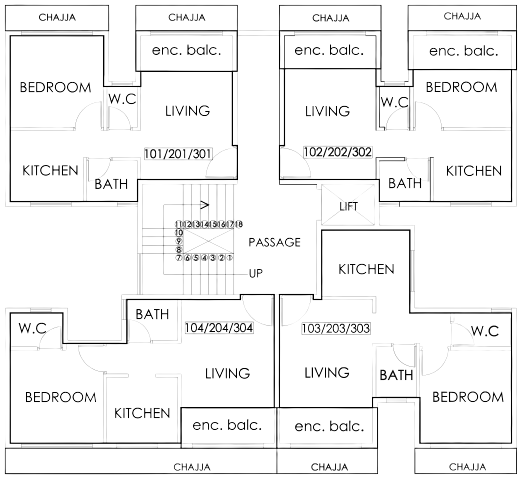 CHAJJA CHAJJA CHAJJA CHAJJA
enc. balc. enc. balc. enc. balc.
BEDROOM W.C LIVING LIVING W.C BEDROOM
101/201/301 102/202/302
KITCHEN BATH BATH KITCHEN
LIFT
11 12 13 14 15 16 17 18
10
9
8
7 6 5 4 3 2 1
PASSAGE
UP
KITCHEN
W.C BATH 104/204/304 103/203/303 W.C
LIVING LIVING BATH
BEDROOM KITCHEN BEDROOM
enc. balc. enc. balc.
CHAJJA CHAJJA CHAJJA